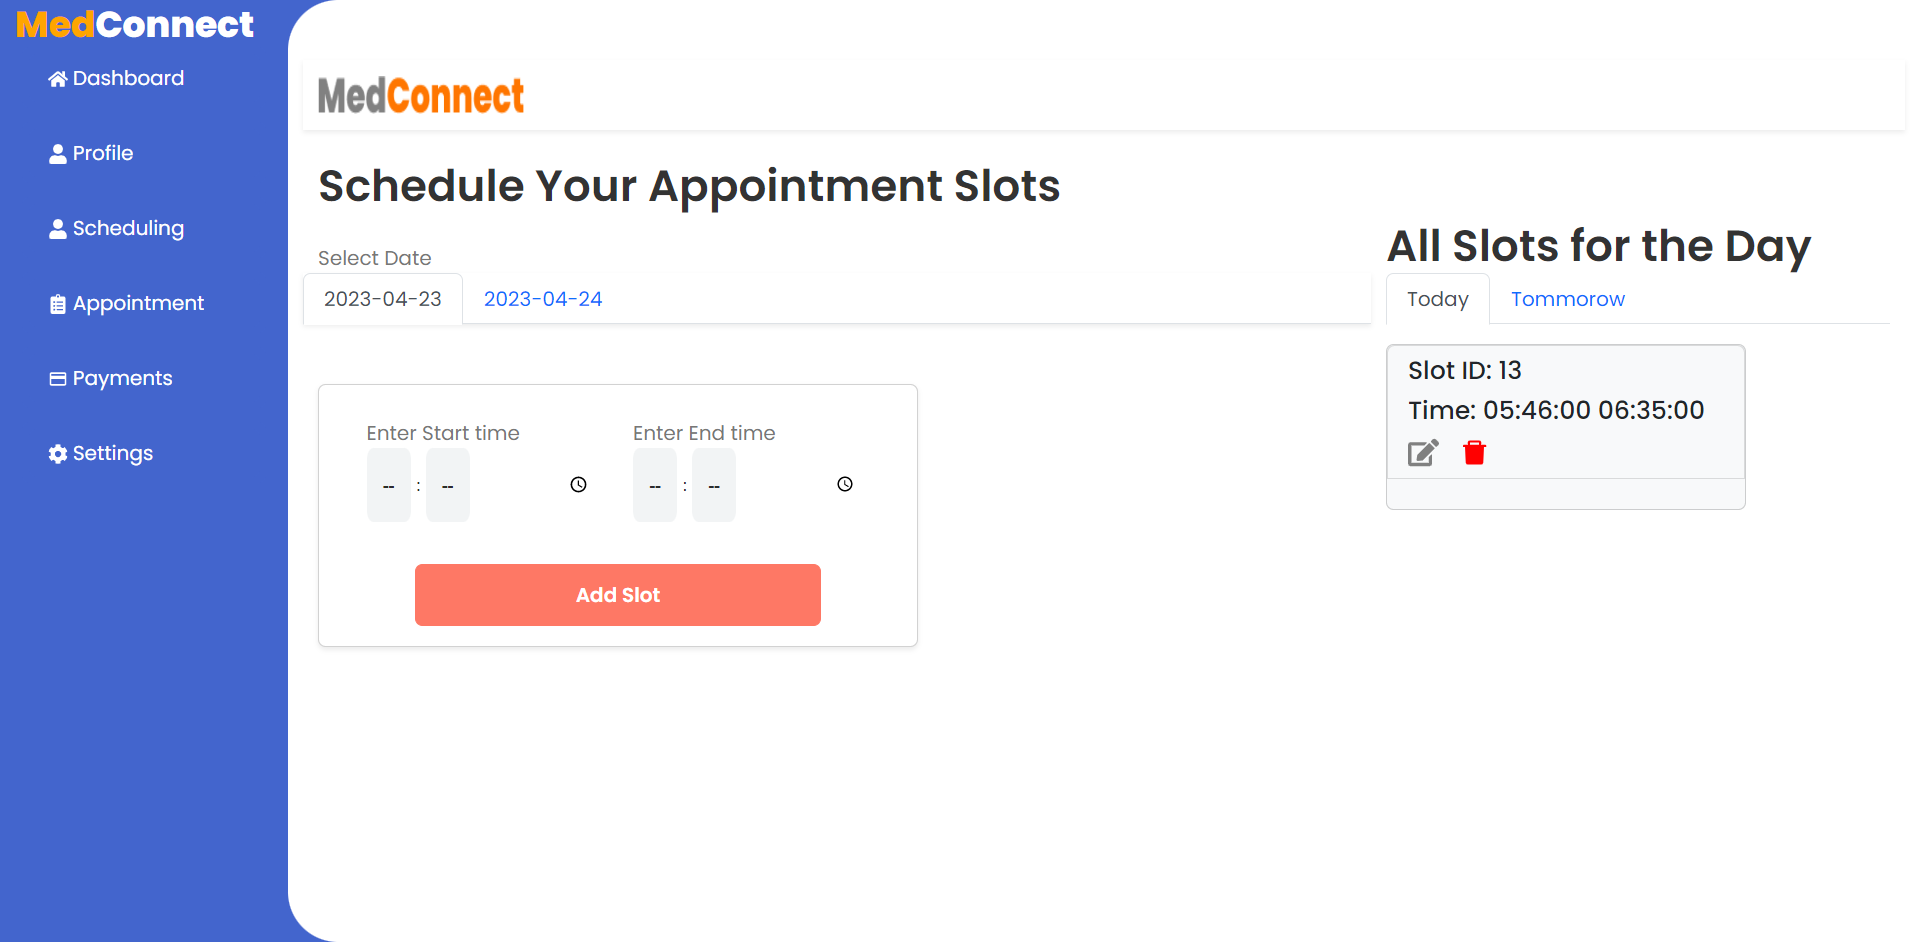 MedConnect
Dashboard
Profile
Scheduling
Appointment
Payments
Settings
MedConnect
Schedule Your Appointment Slots
Select Date
2023-04-23 2023-04-24
Enter Start time Enter End time
-- : -- -- : --
Add Slot
All Slots for the Day
Today Tommorow
Slot ID: 13
Time: 05:46:00 06:35:00